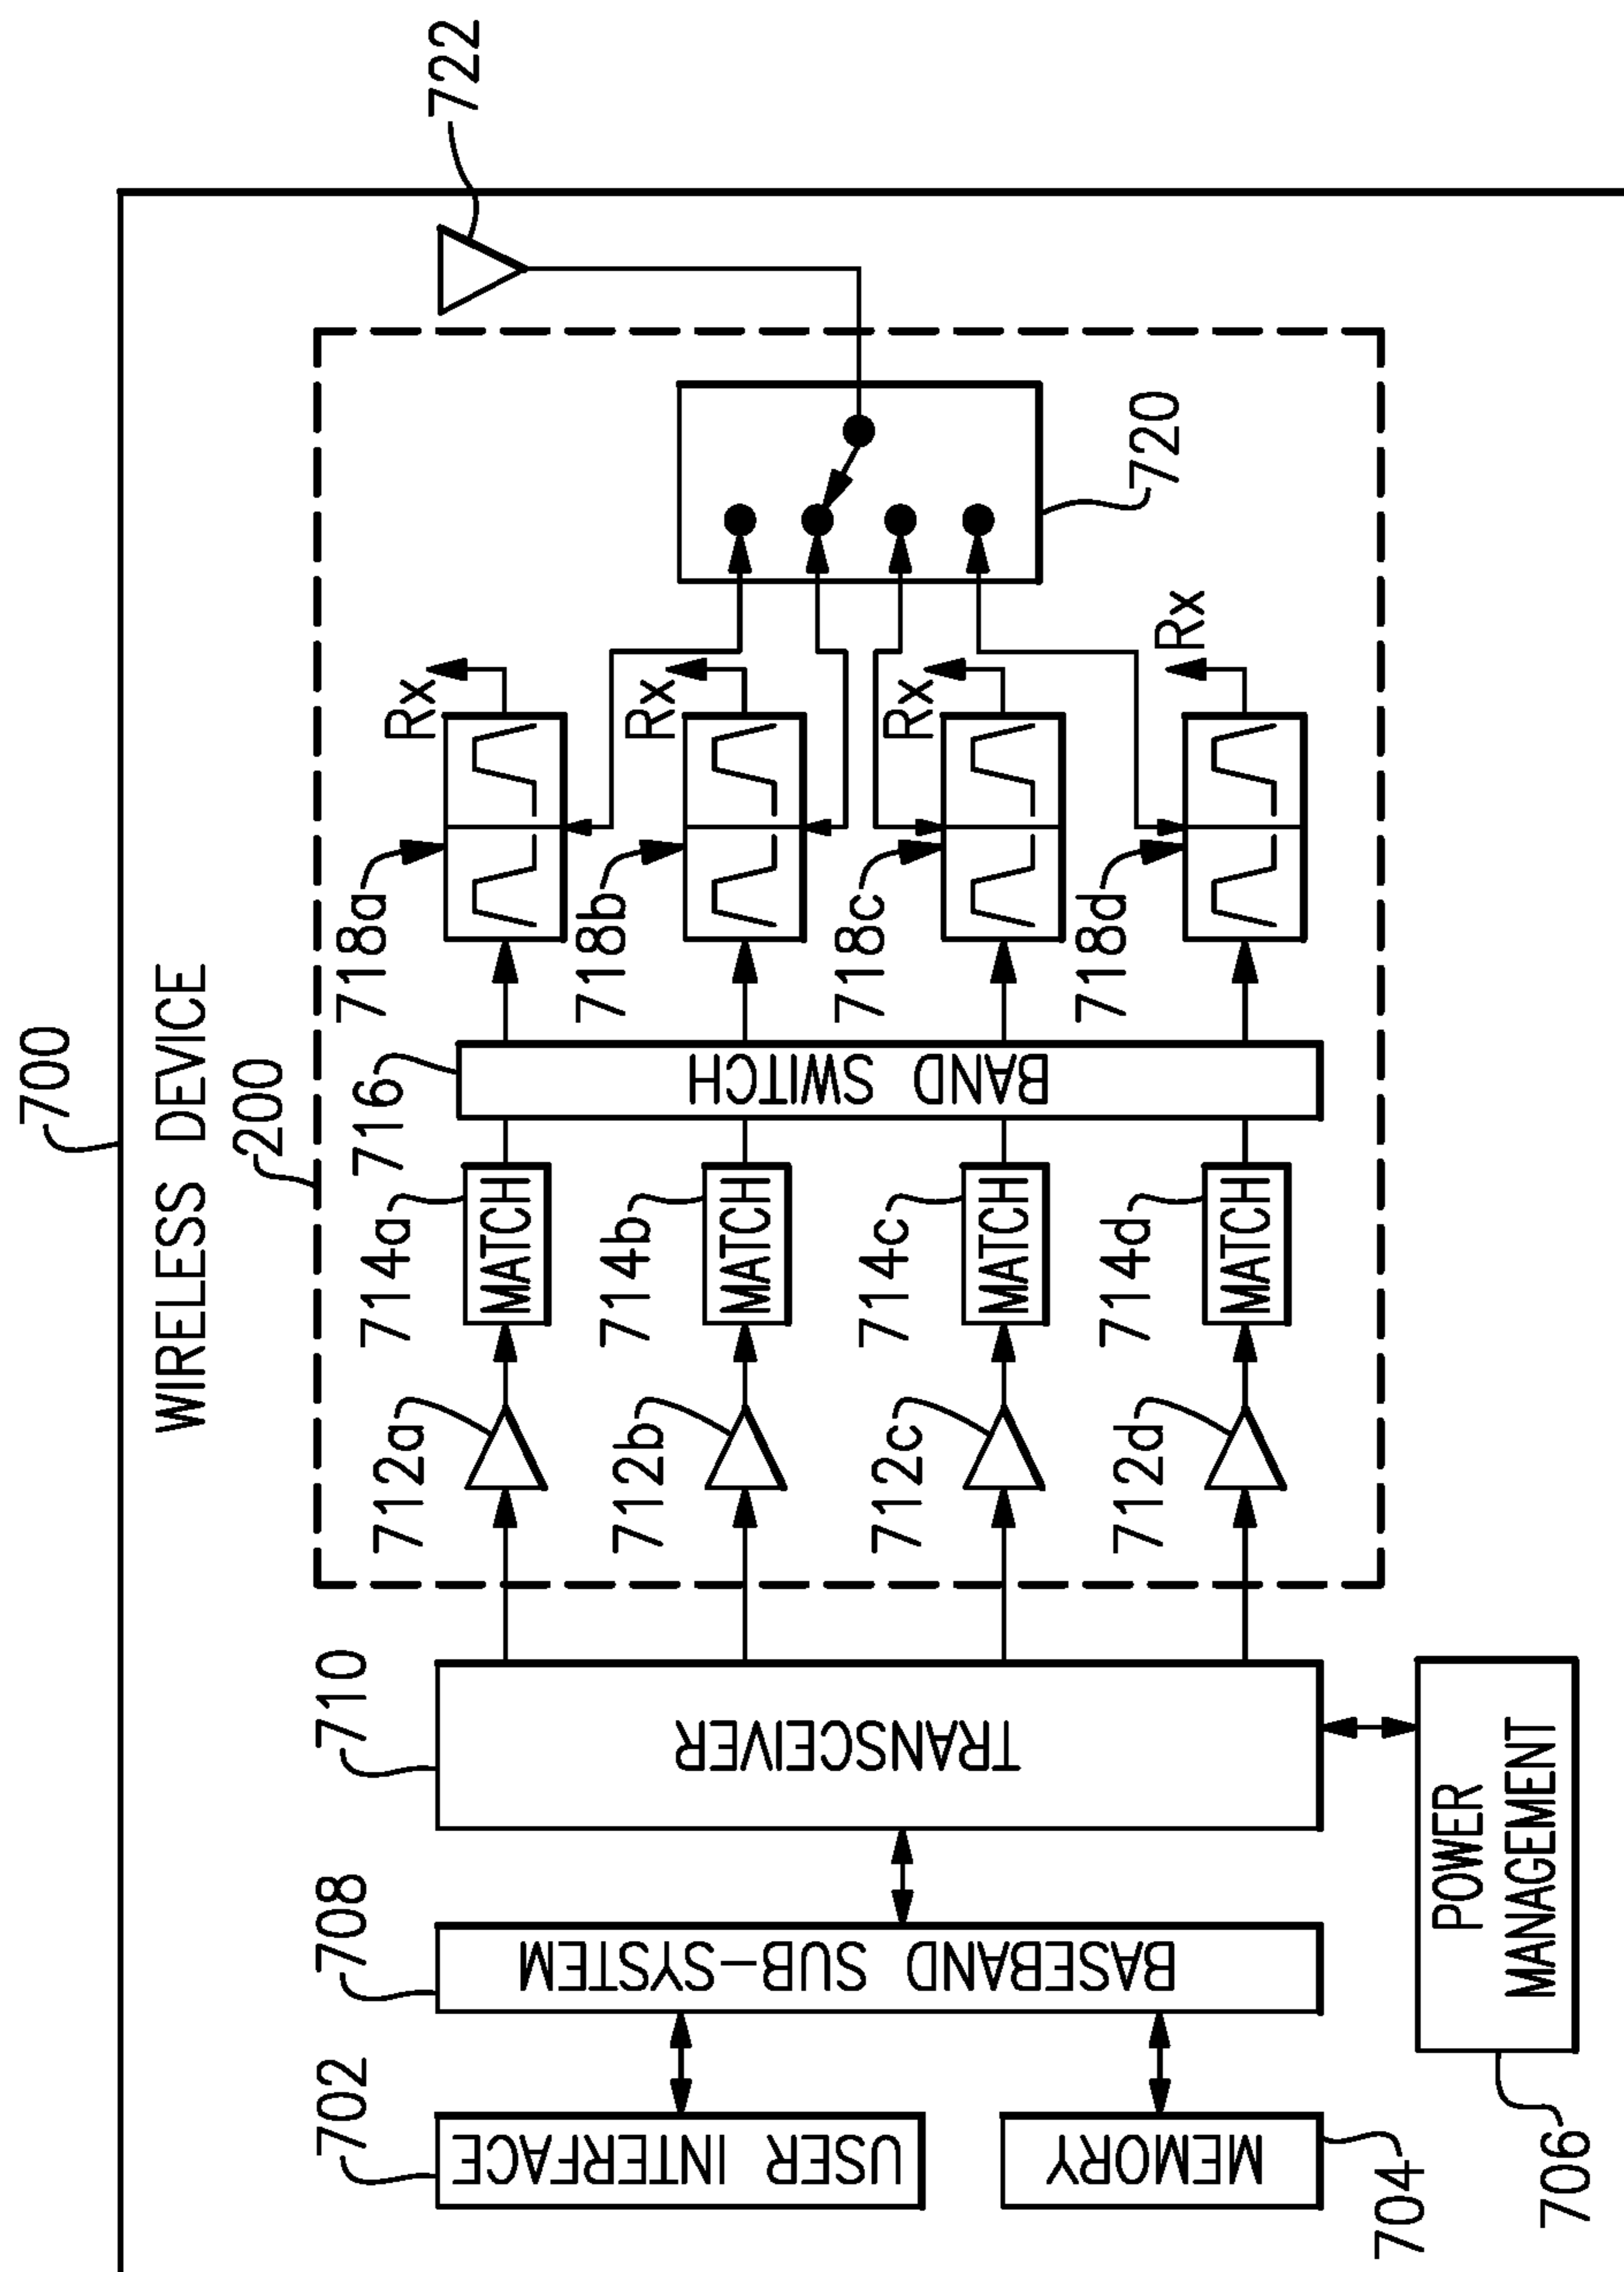 700
WIRELESS DEVICE
200
722
702
USER INTERFACE
704
MEMORY
706
POWER
MANAGEMENT
708
BASEBAND SUB-SYSTEM
710
TRANSCEIVER
712a
714a
MATCH
716
BAND SWITCH
718a
Rx
712b
714b
MATCH
718b
Rx
712c
714c
MATCH
718c
Rx
712d
714d
MATCH
718d
Rx
720